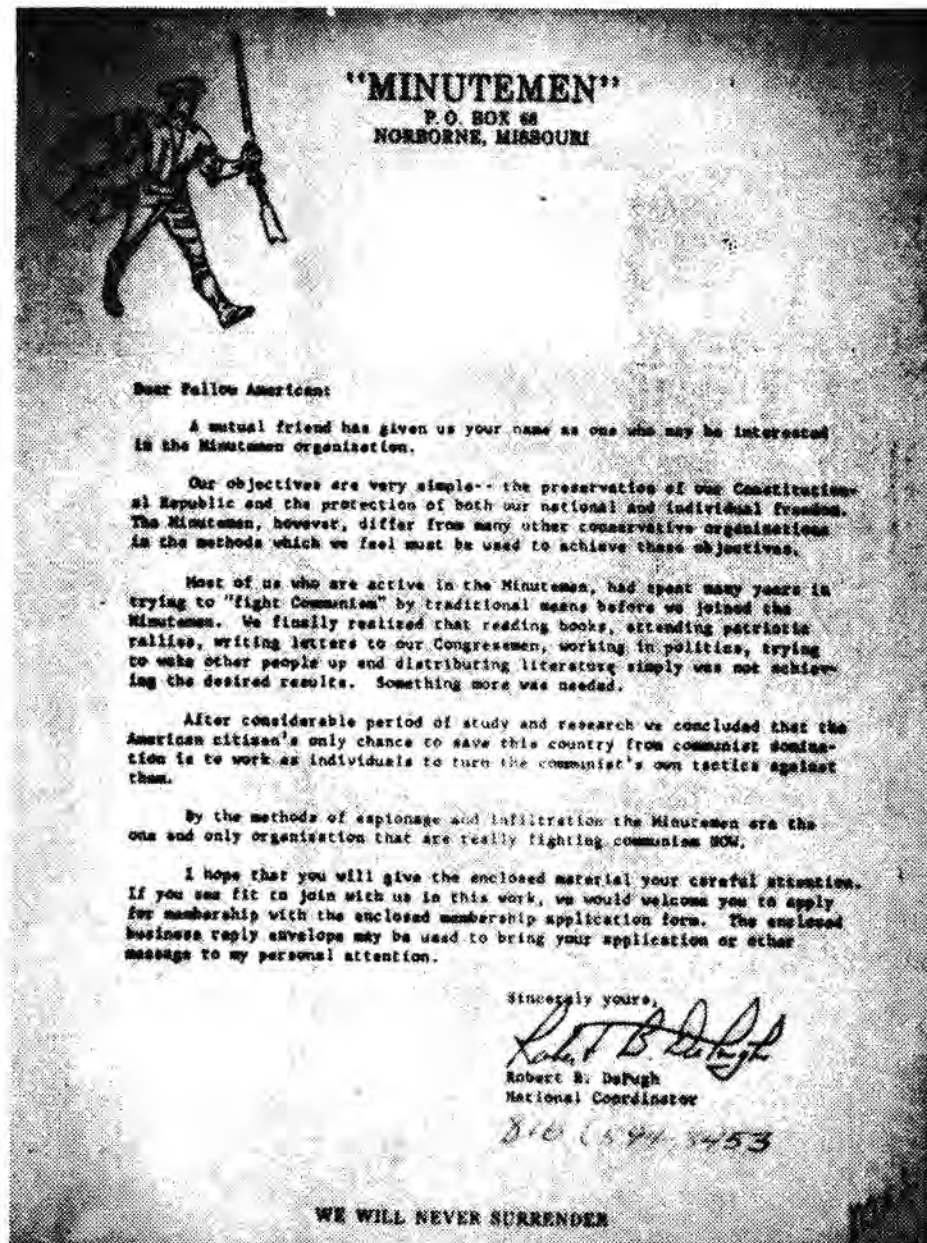 "MINUTEMEN"
P. O. BOX 68
NORBORNE, MISSOURI
Dear Fellow American:
A mutual friend has given us your name as one who may be interested
in the Minutemen organization.
Our objectives are very simple-- the preservation of our Constitution-
al Republic and the protection of both our national and individual freedom.
The Minutemen, however, differ from many other conservative organizations
in the methods which we feel must be used to achieve these objectives.
Most of us who are active in the Minutemen, had spent many years in
trying to "fight Communism" by traditional means before we joined the
Minutemen. We finally realized that reading books, attending patriotic
rallies, writing letters to our Congressmen, working in politics, trying
to wake other people up and distributing literature simply was not achiev-
ing the desired results. Something more was needed.
After considerable period of study and research we concluded that the
American citizen's only chance to save this country from communist domina-
tion is to work as individuals to turn the communist's own tactics against
them.
By the methods of espionage and infiltration the Minutemen are the
one and only organization that are really fighting communism NOW.
I hope that you will give the enclosed material your careful attention.
If you see fit to join with us in this work, we would welcome you to apply
for membership with the enclosed membership application form. The enclosed
business reply envelope may be used to bring your application or other
message to my personal attention.
Sincerely yours,
Robert B. DePugh
Robert B. DePugh
National Coordinator
WE WILL NEVER SURRENDER